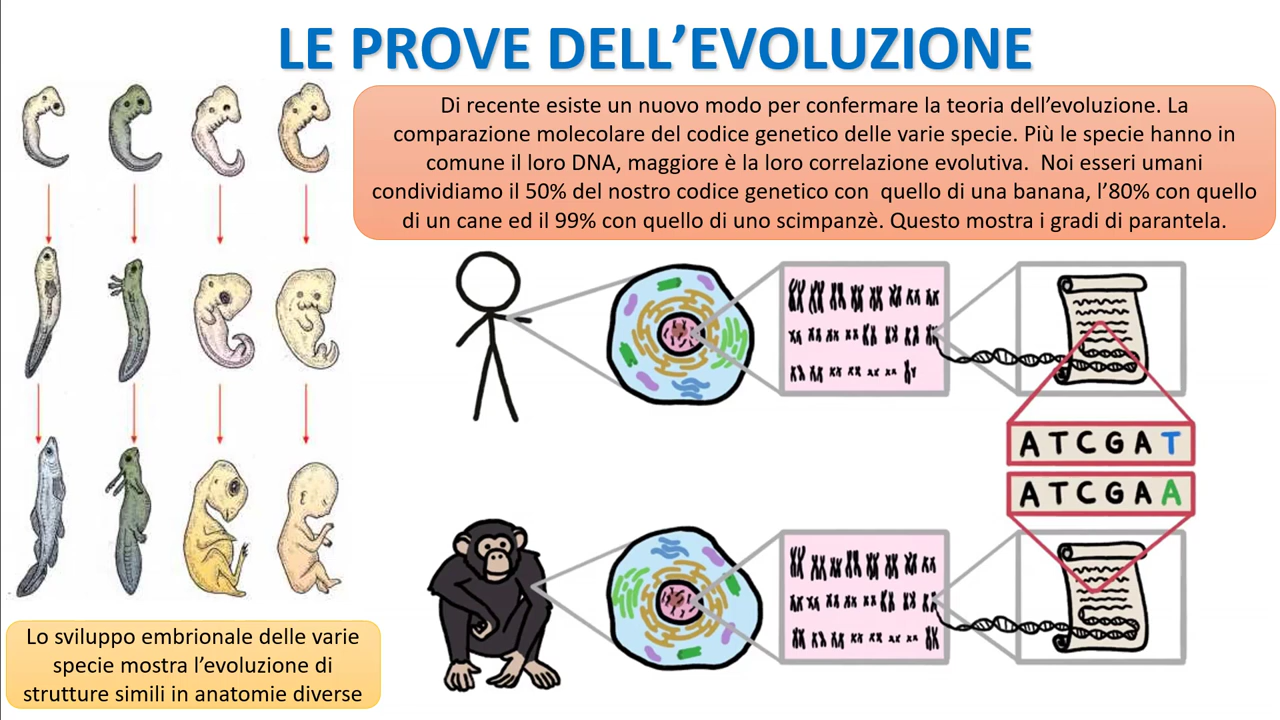 LE PROVE DELL’EVOLUZIONE
Di recente esiste un nuovo modo per confermare la teoria dell’evoluzione. La
comparazione molecolare del codice genetico delle varie specie. Più le specie hanno in
comune il loro DNA, maggiore è la loro correlazione evolutiva. Noi esseri umani
condividiamo il 50% del nostro codice genetico con quello di una banana, l’80% con quello
di un cane ed il 99% con quello di uno scimpanzè. Questo mostra i gradi di parantela.
ATCGAT
ATCGAA
Lo sviluppo embrionale delle varie
specie mostra l’evoluzione di
strutture simili in anatomie diverse